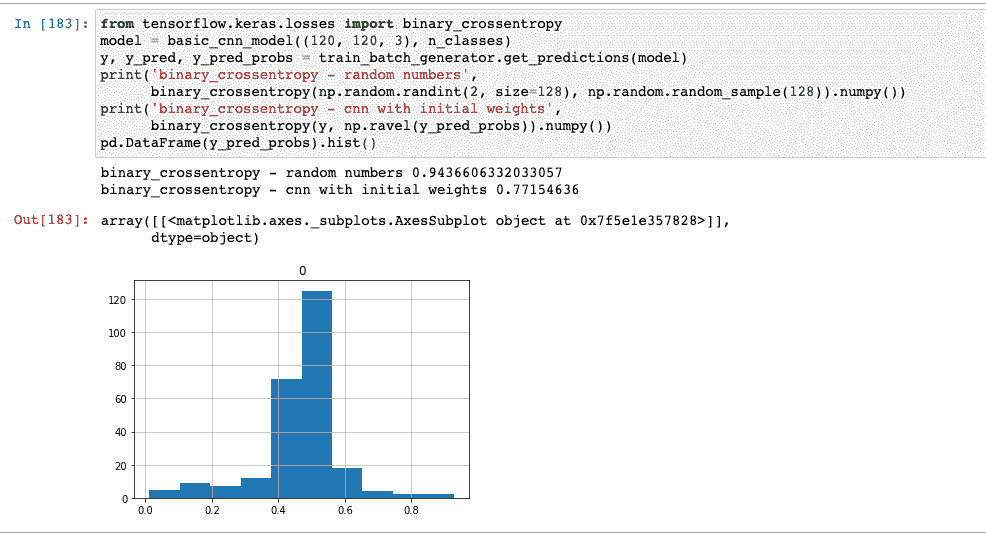 In [183]: from tensorflow.keras.losses import binary_crossentropy
model = basic_cnn_model((120, 120, 3), n_classes)
y, y_pred, y_pred_probs = train_batch_generator.get_predictions(model)
print('binary_crossentropy - random numbers',
      binary_crossentropy(np.random.randint(2, size=128), np.random.random_sample(128)).numpy())
print('binary_crossentropy - cnn with initial weights',
      binary_crossentropy(y, np.ravel(y_pred_probs)).numpy())
pd.DataFrame(y_pred_probs).hist()
binary_crossentropy - random numbers 0.9436606332033057
binary_crossentropy - cnn with initial weights 0.77154636
Out[183]: array([[<matplotlib.axes._subplots.AxesSubplot object at 0x7f5e1e357828>]],
      dtype=object)
0
120
100
80
60
40
20
0
0.0 0.2 0.4 0.6 0.8